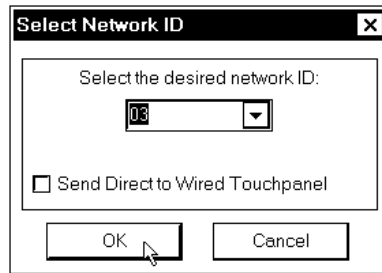 Select Network ID
Select the desired network ID:
03
Send Direct to Wired Touchpanel
OK
Cancel